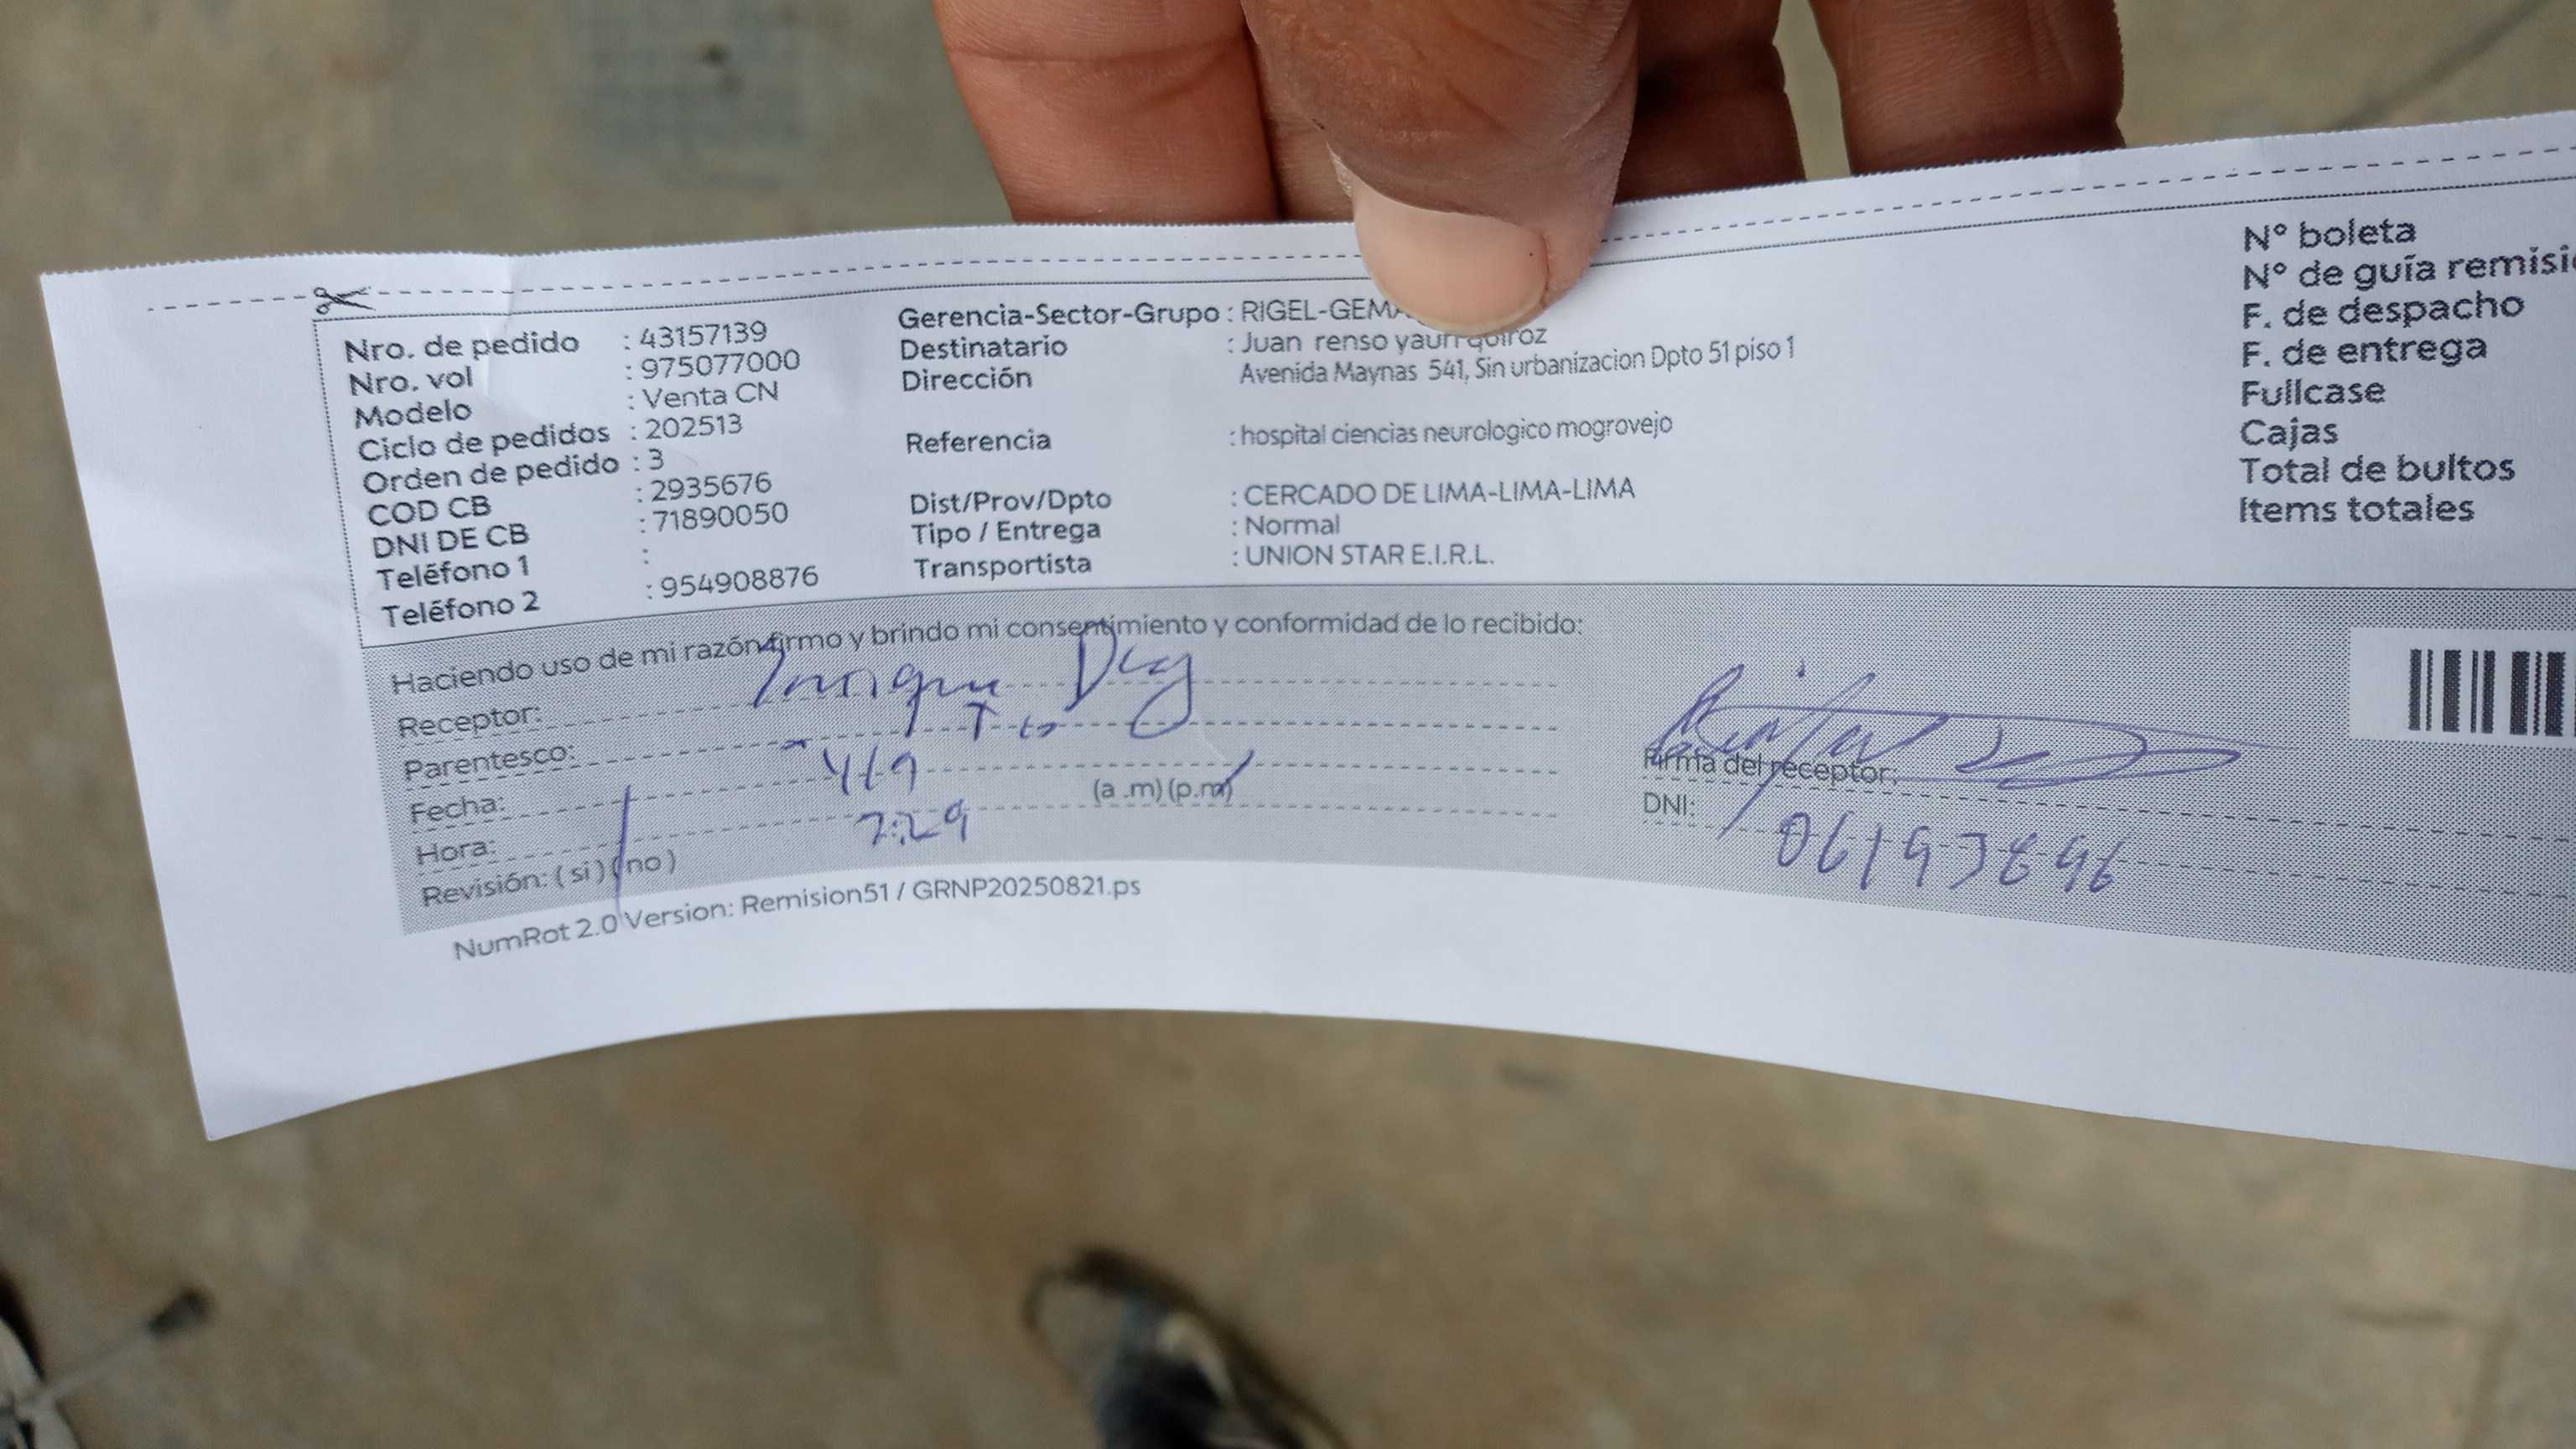 Nro. de pedido : 43157139
Nro. vol : 975077000
Modelo : Venta CN
Ciclo de pedidos : 202513
Orden de pedido : 3
COD CB : 2935676
DNI DE CB : 71890050
Teléfono 1 :
Teléfono 2 : 954908876
Gerencia-Sector-Grupo : RIGEL-GEM
Destinatario : Juan renso yauri quiroz
Dirección Avenida Maynas 541, Sin urbanizacion Dpto 51 piso 1
Referencia : hospital ciencias neurologico mogrovejo
Dist/Prov/Dpto : CERCADO DE LIMA-LIMA-LIMA
Tipo / Entrega : Normal
Transportista : UNION STAR E.I.R.L.
N° boleta
N° de guía remisi
F. de despacho
F. de entrega
Fullcase
Cajas
Total de bultos
Items totales
Haciendo uso de mi razón firmo y brindo mi consentimiento y conformidad de lo recibido:
Receptor: Enrique
Parentesco:
Fecha: 4/9
Hora: 7:29 (a .m) (p.m)
Revisión: ( si ) ( no )
Firma del receptor:
DNI: 06193896
NumRot 2.0 Version: Remision51 / GRNP20250821.ps